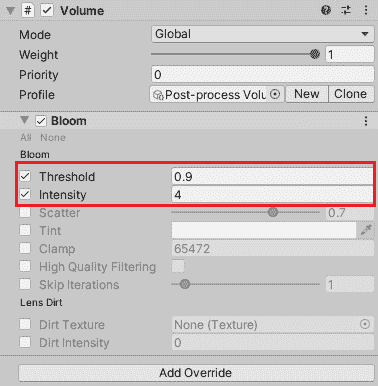 # Volume
Mode Global
Weight 1
Priority 0
Profile Post-process Volu New Clone
Bloom
All None
Bloom
Threshold 0.9
Intensity 4
Scatter 0.7
Tint
Clamp 65472
High Quality Filtering
Skip Iterations 1
Lens Dirt
Dirt Texture None (Texture)
Dirt Intensity 0
Add Override